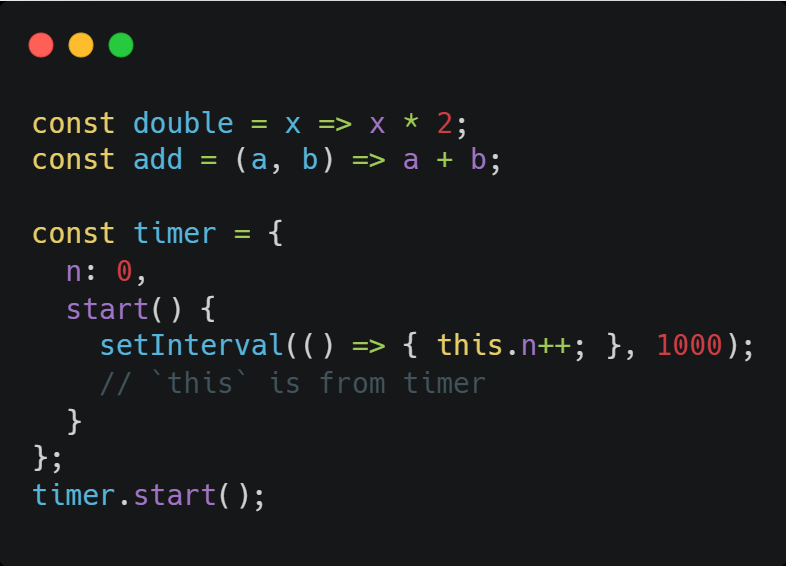 const double = x => x * 2;
const add = (a, b) => a + b;

const timer = {
  n: 0,
  start() {
    setInterval(() => { this.n++; }, 1000);
    // `this` is from timer
  }
};
timer.start();